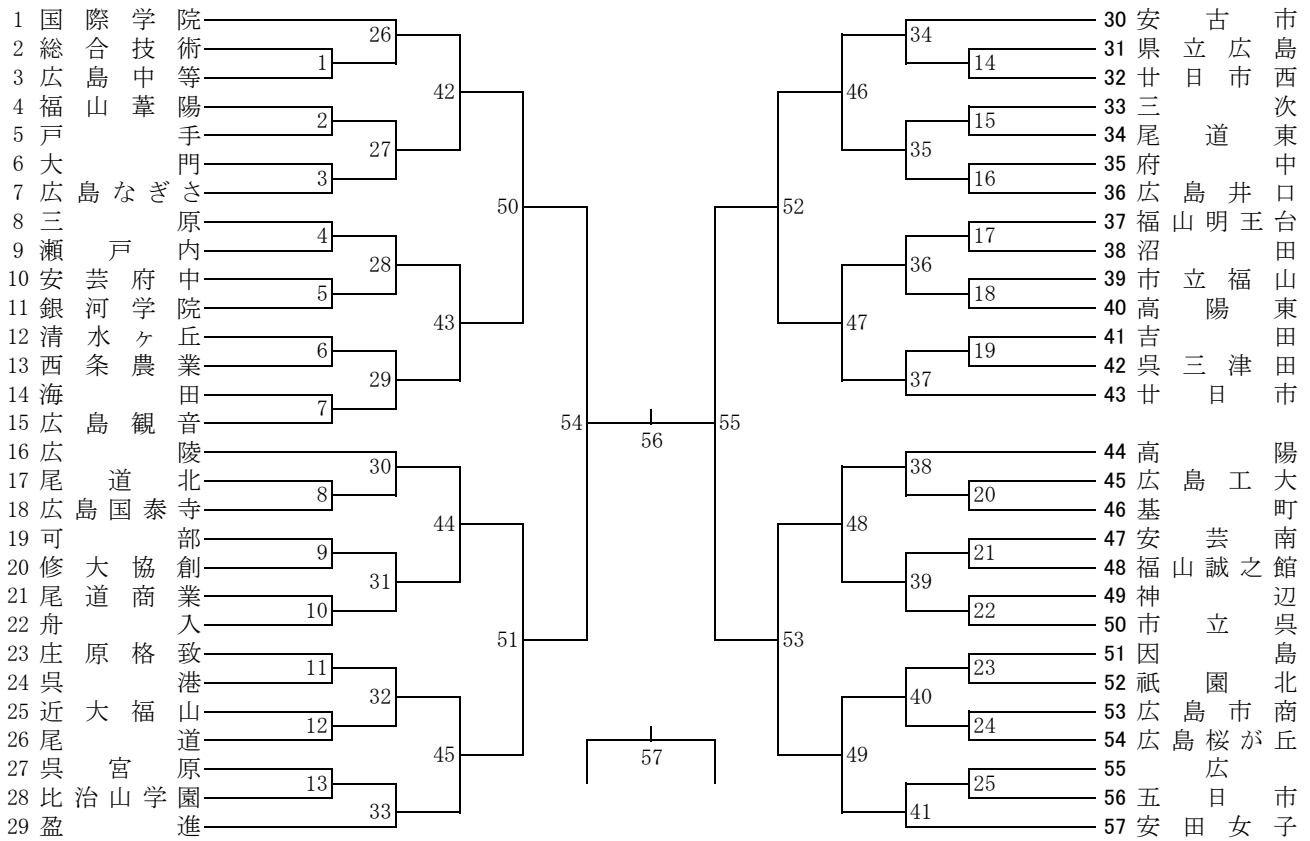 1 国際学院
2 総合技術
3 広島中等
4 福山葦陽
5 戸手
6 大門
7 広島なぎさ
8 三原
9 瀬戸内
10 安芸府中
11 銀河学院
12 清水ヶ丘
13 西条農業
14 海田
15 広島観音
16 広陵
17 尾道北
18 広島国泰寺
19 可部
20 修大協創
21 尾道商業
22 舟入
23 庄原格致
24 呉港
25 近大福山
26 尾道
27 呉宮原
28 比治山学園
29 盈進
26
1
42
2
27
3
50
4
28
5
43
6
29
7
54
30
8
44
9
31
10
51
11
32
12
45
13
33
56
57
34
14
46
15
35
16
52
17
36
18
47
19
37
55
38
20
48
21
39
22
53
23
40
24
49
25
41
30 安古市
31 県立広島
32 廿日市西
33 三次
34 尾道東
35 府中
36 広島井口
37 福山明王台
38 沼田
39 市立福山
40 高陽東
41 吉田
42 呉三津田
43 廿日市
44 高陽
45 広島工大
46 基町
47 安芸南
48 福山誠之館
49 神辺
50 市立呉
51 因島
52 祇園北
53 広島市商
54 広島桜が丘
55 広
56 五日市
57 安田女子